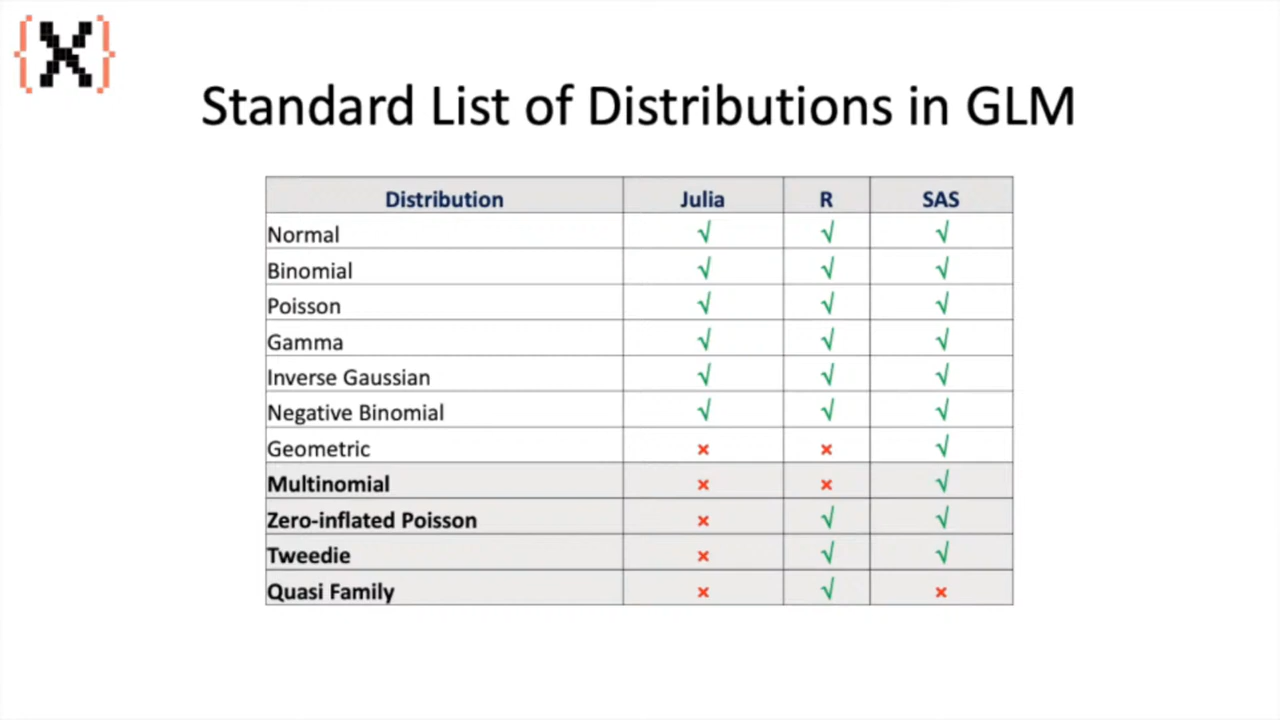 {X}
Standard List of Distributions in GLM
Distribution Julia R SAS
Normal √ √ √
Binomial √ √ √
Poisson √ √ √
Gamma √ √ √
Inverse Gaussian √ √ √
Negative Binomial √ √ √
Geometric × × √
Multinomial × × √
Zero-inflated Poisson × √ √
Tweedie × √ √
Quasi Family × √ ×